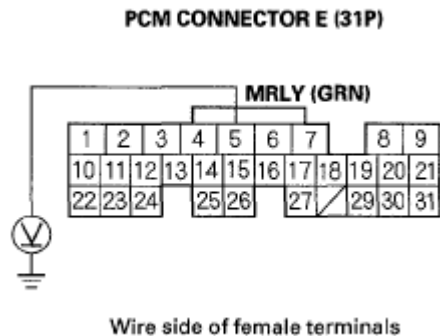 PCM CONNECTOR E (31P)
MRLY (GRN)
1 2 3 4 5 6 7 8 9
10 11 12 13 14 15 16 17 18 19 20 21
22 23 24 25 26 27 29 30 31
V
Wire side of female terminals